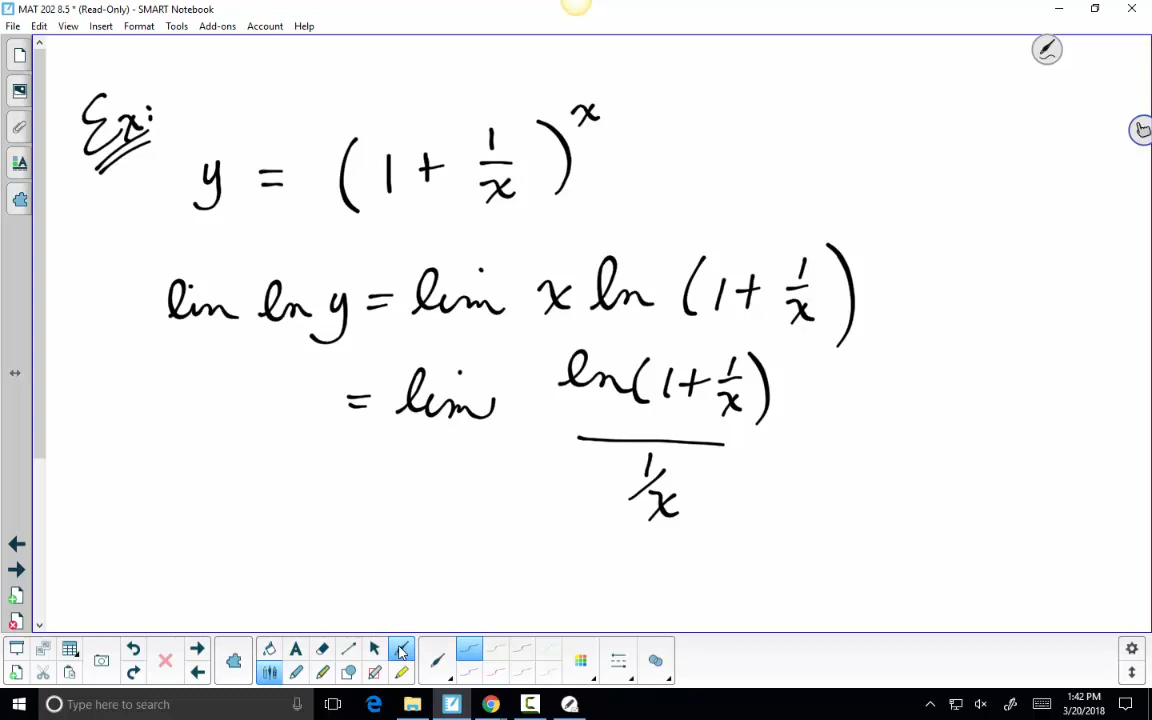 MAT 202 8.5 * (Read-Only) - SMART Notebook
File Edit View Insert Format Tools Add-ons Account Help
Ex:
y = (1 + 1/x)^x
lim ln y = lim x ln (1 + 1/x)
= lim ln(1 + 1/x)
1/x
Type here to search
1:42 PM
3/20/2018